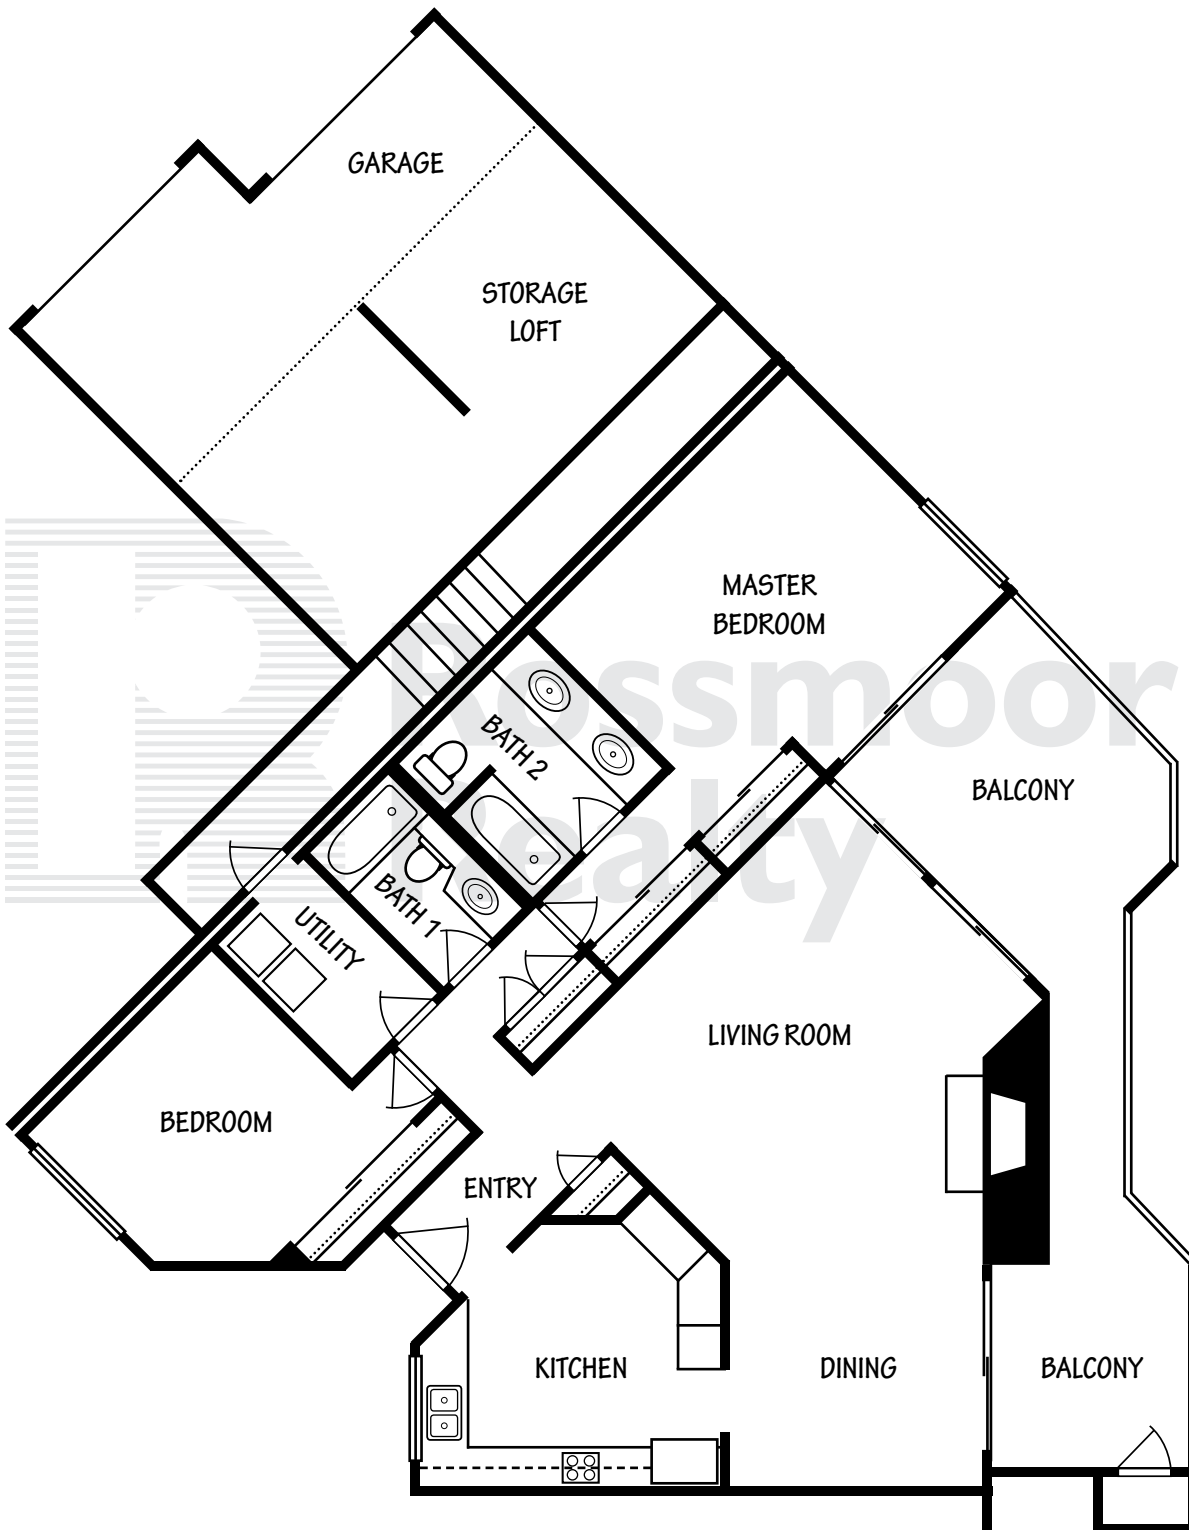 GARAGE
STORAGE
LOFT
MASTER
BEDROOM
Rossmoor
Realty
BATH 2
BALCONY
BATH 1
UTILITY
LIVING ROOM
BEDROOM
ENTRY
KITCHEN
DINING
BALCONY